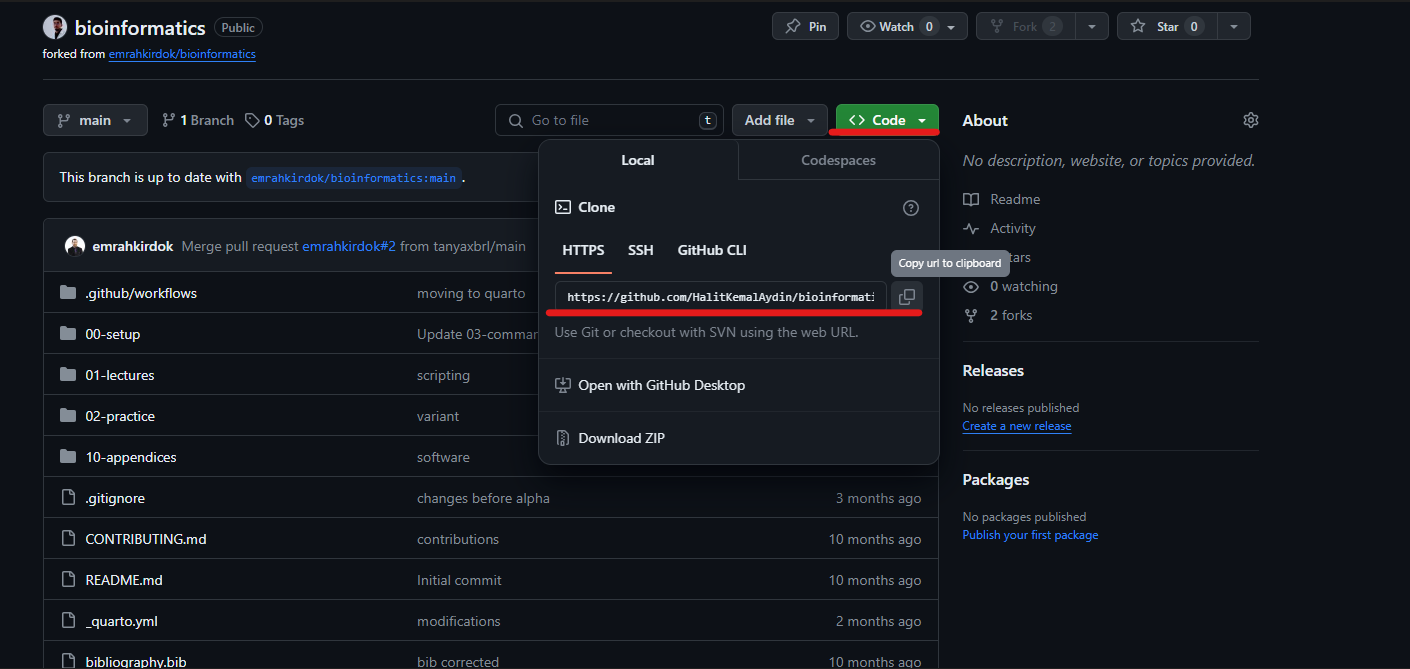 bioinformatics Public
Pin Watch 0 Fork 2 Star 0
forked from emrahkirdok/bioinformatics
main 1 Branch 0 Tags Go to file t Add file <> Code
This branch is up to date with emrahkirdok/bioinformatics:main .
emrahkirdok Merge pull request emrahkirdok#2 from tanyaxbrl/main
.github/workflows moving to quarto
00-setup Update 03-commar
01-lectures scripting
02-practice variant
10-appendices software
.gitignore changes before alpha 3 months ago
CONTRIBUTING.md contributions 10 months ago
README.md Initial commit 10 months ago
_quarto.yml modifications 2 months ago
bibliography.bib bib corrected 10 months ago
Local Codespaces
Clone ?
HTTPS SSH GitHub CLI
Copy url to clipboard
https://github.com/HalitKemalAydin/bioinformati
Use Git or checkout with SVN using the web URL.
Open with GitHub Desktop
Download ZIP
About
No description, website, or topics provided.
Readme
Activity
tars
0 watching
2 forks
Releases
No releases published
Create a new release
Packages
No packages published
Publish your first package